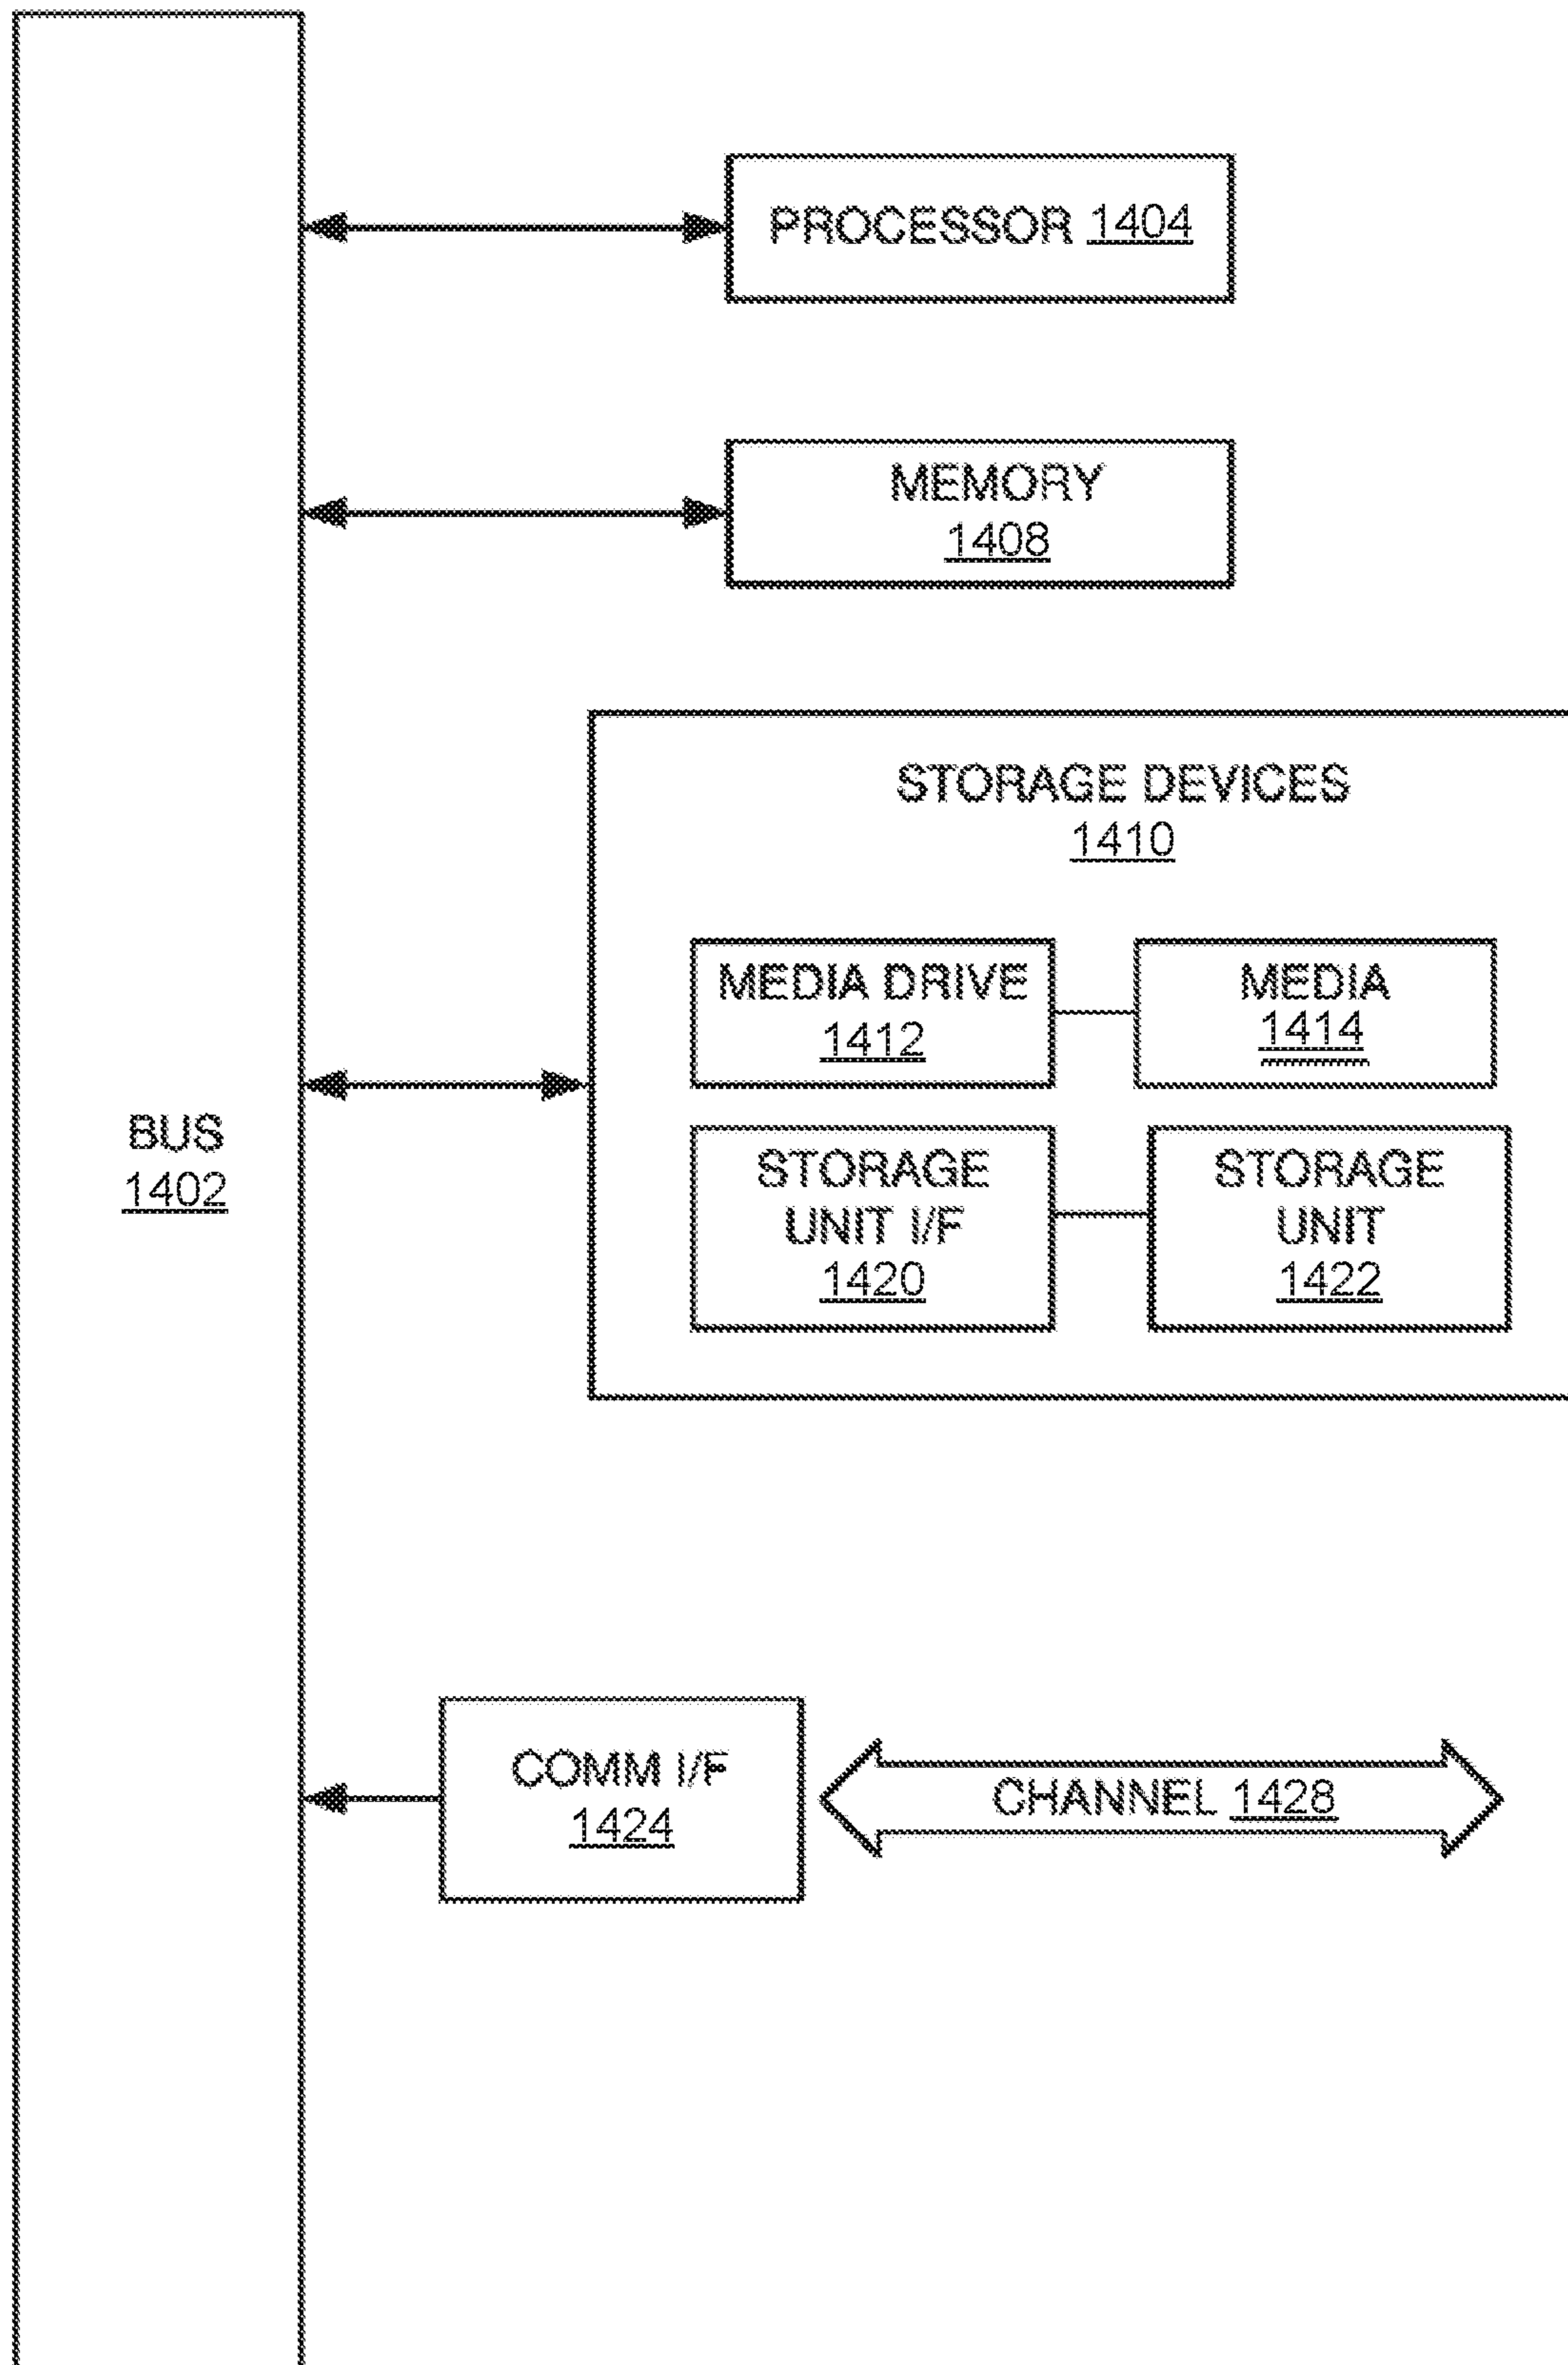 PROCESSOR 1404
MEMORY
1408
STORAGE DEVICES
1410
MEDIA DRIVE
1412
MEDIA
1414
BUS
1402
STORAGE
UNIT I/F
1420
STORAGE
UNIT
1422
COMM I/F
1424
CHANNEL 1428